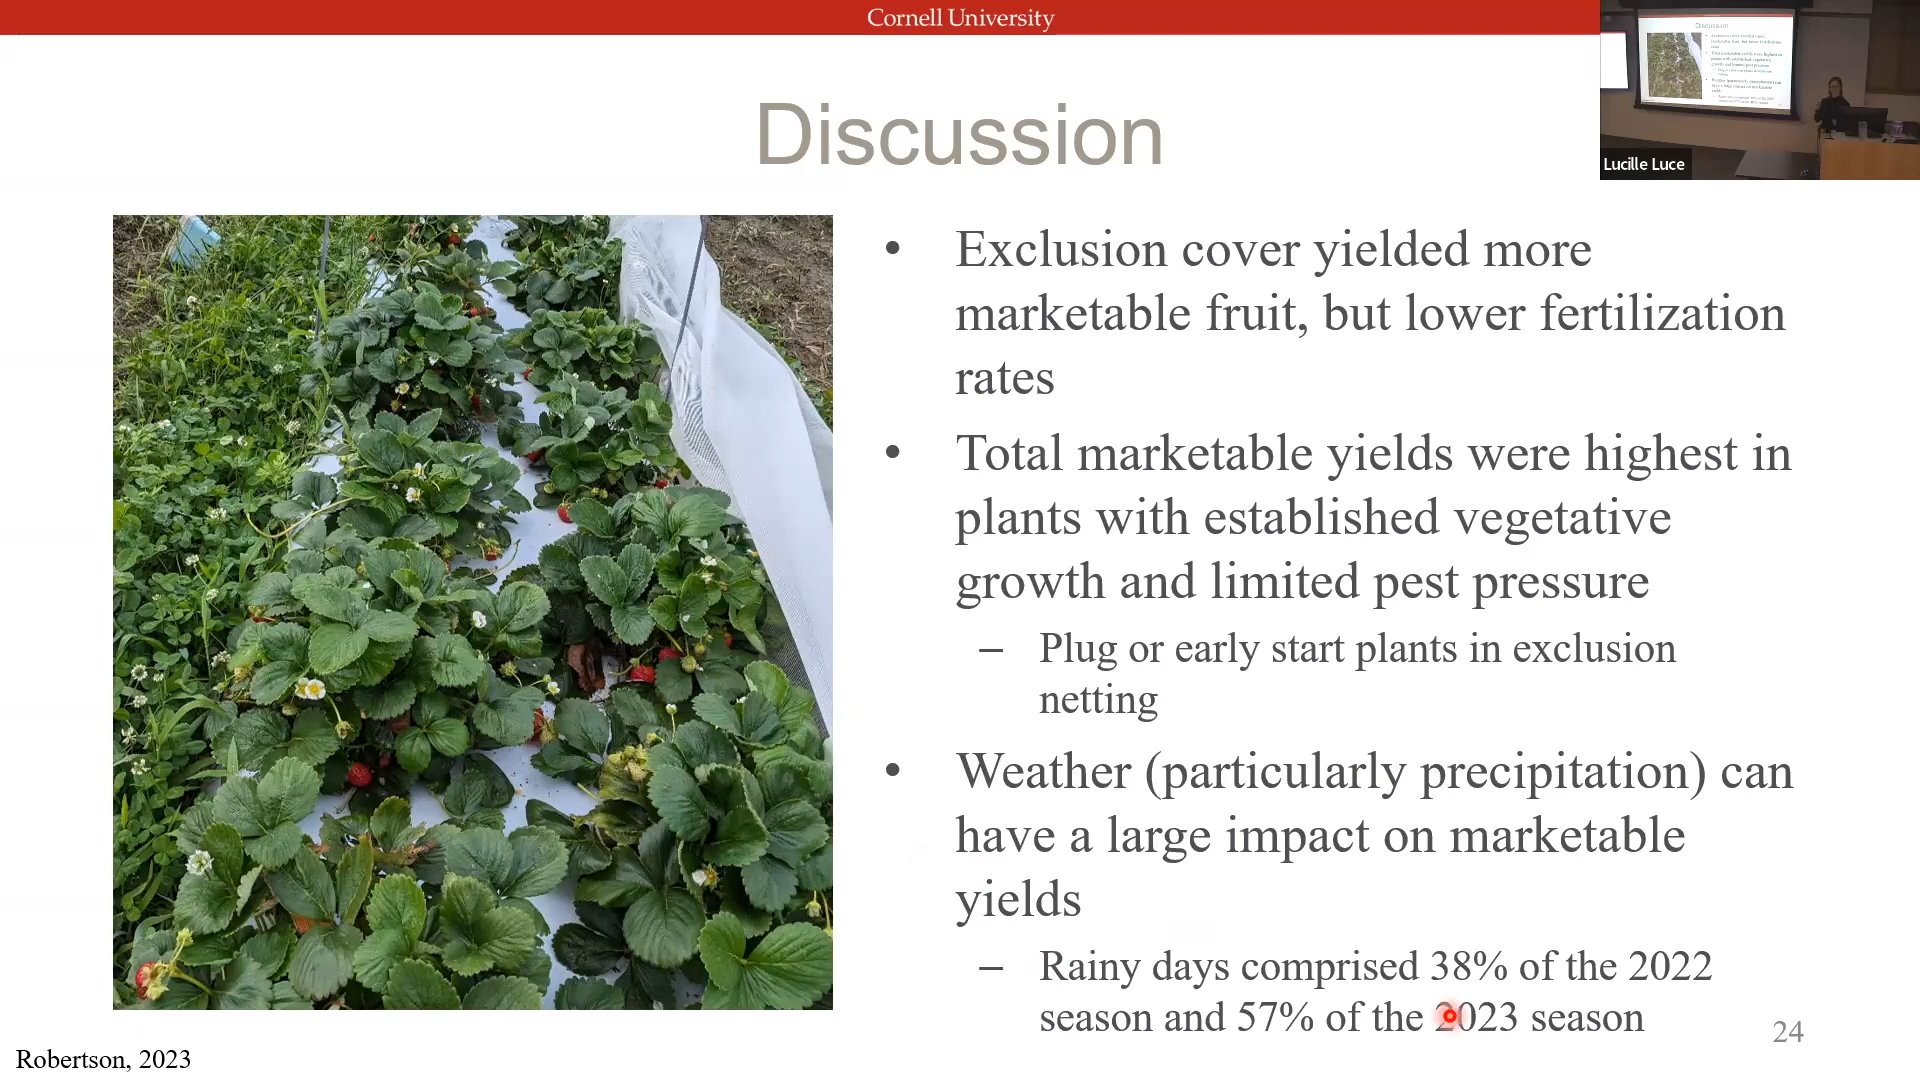 Cornell University
Discussion
• Exclusion cover yielded more
marketable fruit, but lower fertilization
rates
• Total marketable yields were highest in
plants with established vegetative
growth and limited pest pressure
– Plug or early start plants in exclusion
netting
• Weather (particularly precipitation) can
have a large impact on marketable
yields
– Rainy days comprised 38% of the 2022
season and 57% of the 2023 season
24
Robertson, 2023
Discussion
Lucille Luce